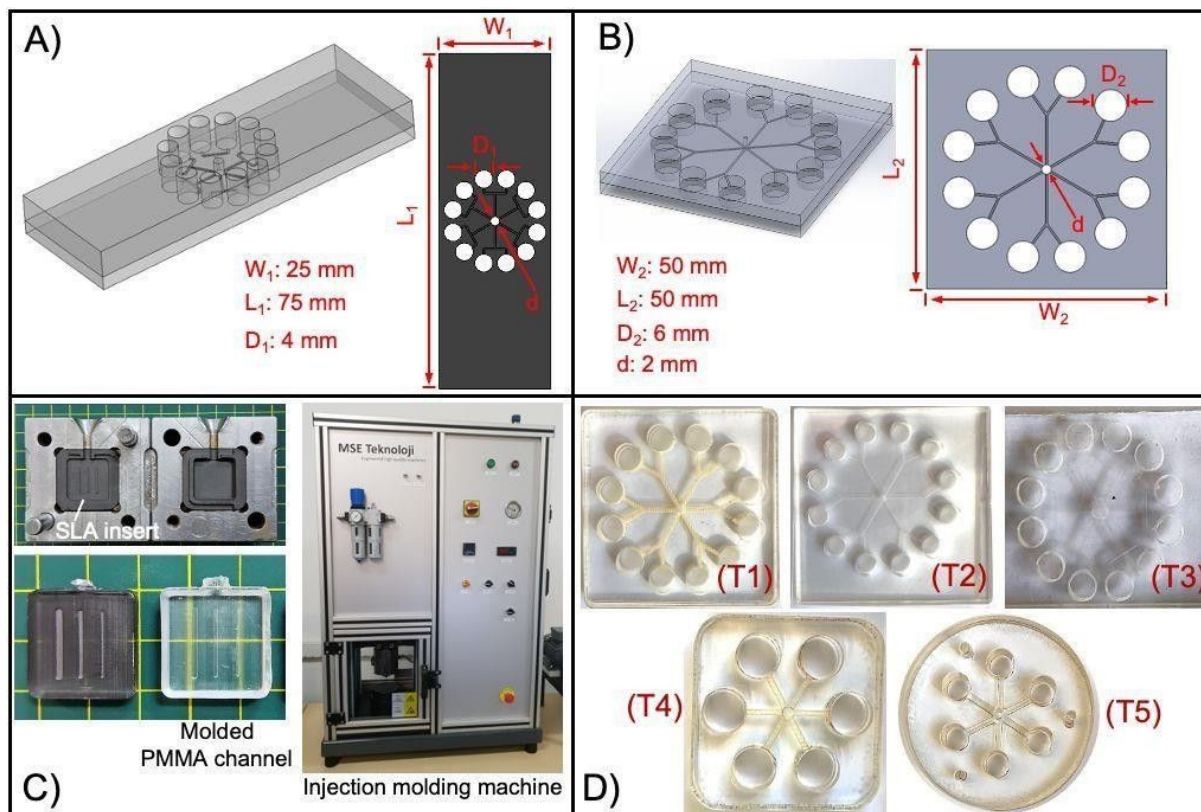 A)
W₁
L₁
D₁
d
W₁: 25 mm
L₁: 75 mm
D₁: 4 mm
B)
D₂
L₂
d
W₂
W₂: 50 mm
L₂: 50 mm
D₂: 6 mm
d: 2 mm
SLA insert
Molded
PMMA channel
C)
MSE Teknoloji
Injection molding machine
(T1)
(T2)
(T3)
(T4)
(T5)
D)